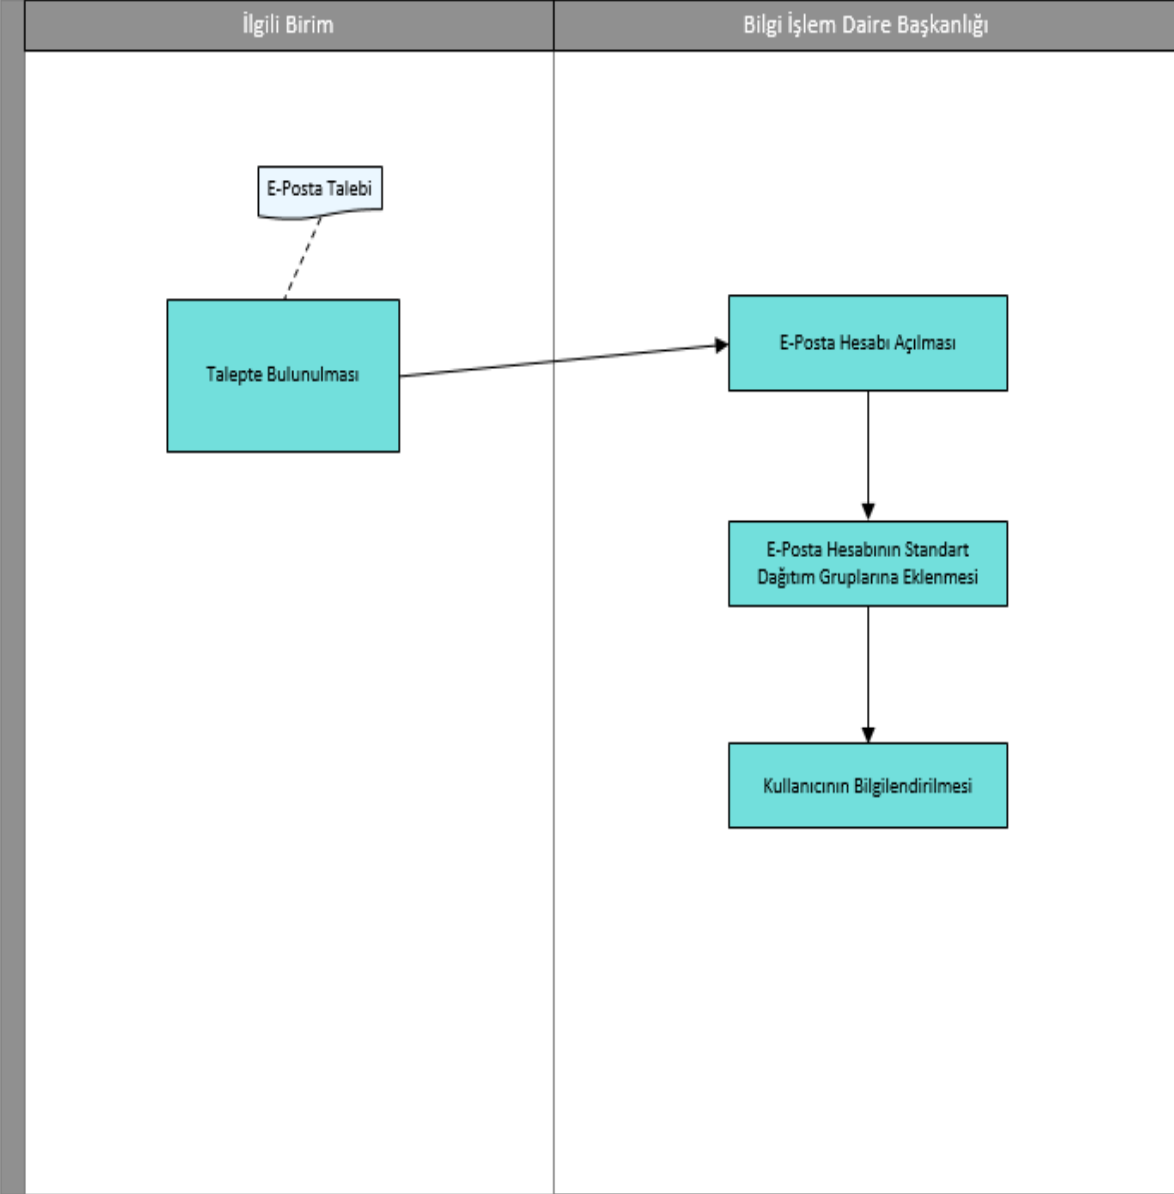 İlgili Birim
Bilgi İşlem Daire Başkanlığı
E-Posta Talebi
Talepte Bulunulması
E-Posta Hesabı Açılması
E-Posta Hesabının Standart
Dağıtım Gruplarına Eklenmesi
Kullanıcının Bilgilendirilmesi